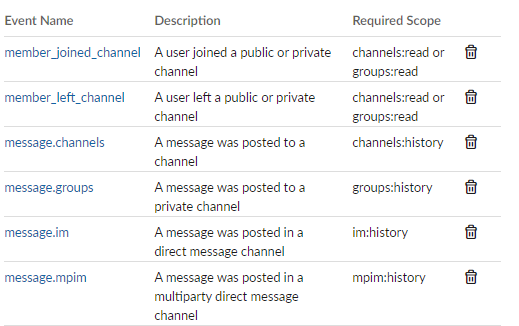 Event Name Description Required Scope
member_joined_channel A user joined a public or private channels:read or
channel groups:read
member_left_channel A user left a public or private channels:read or
channel groups:read
message.channels A message was posted to a channels:history
channel
message.groups A message was posted to a groups:history
private channel
message.im A message was posted in a im:history
direct message channel
message.mpim A message was posted in a mpim:history
multiparty direct message
channel